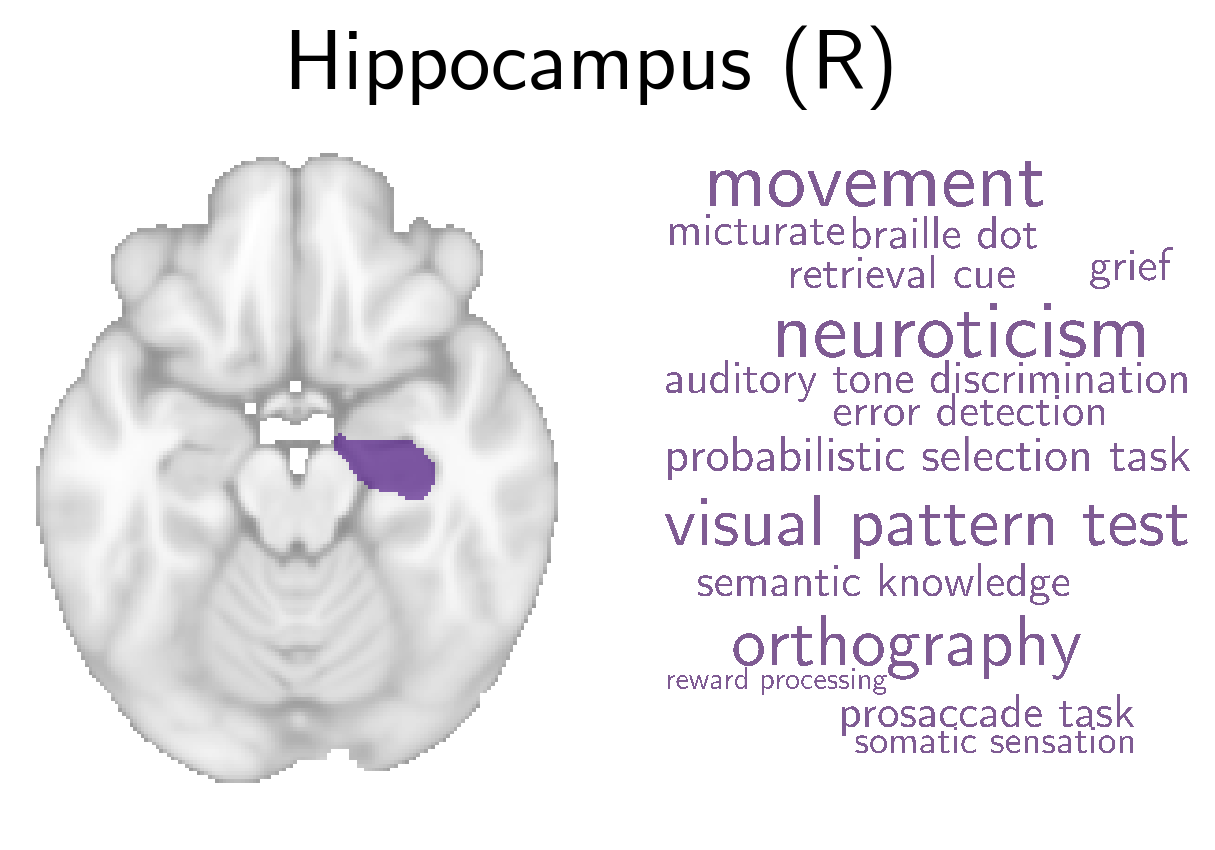 Hippocampus (R)
movement
micturate braille dot
retrieval cue grief
neuroticism
auditory tone discrimination
error detection
probabilistic selection task
visual pattern test
semantic knowledge
orthography
reward processing
prosaccade task
somatic sensation